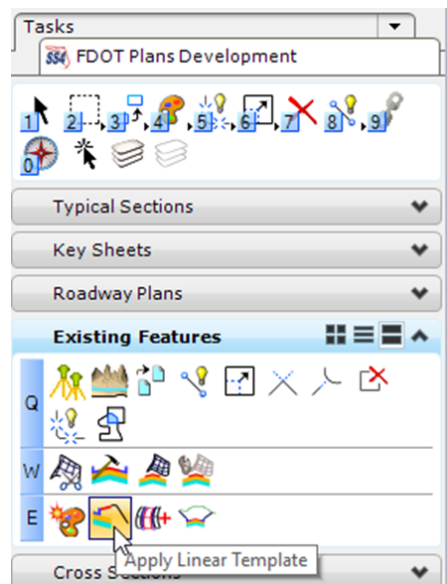 Tasks
SS4 FDOT Plans Development
1 2 3 4 5 6 7 8 9
0
Typical Sections
Key Sheets
Roadway Plans
Existing Features
Q
W
E
Apply Linear Template
Cross Sections